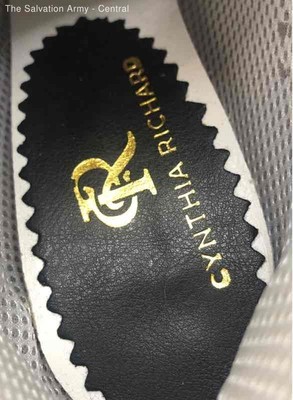 The Salvation Army - Central
CR
CYNTHIA RICHARD